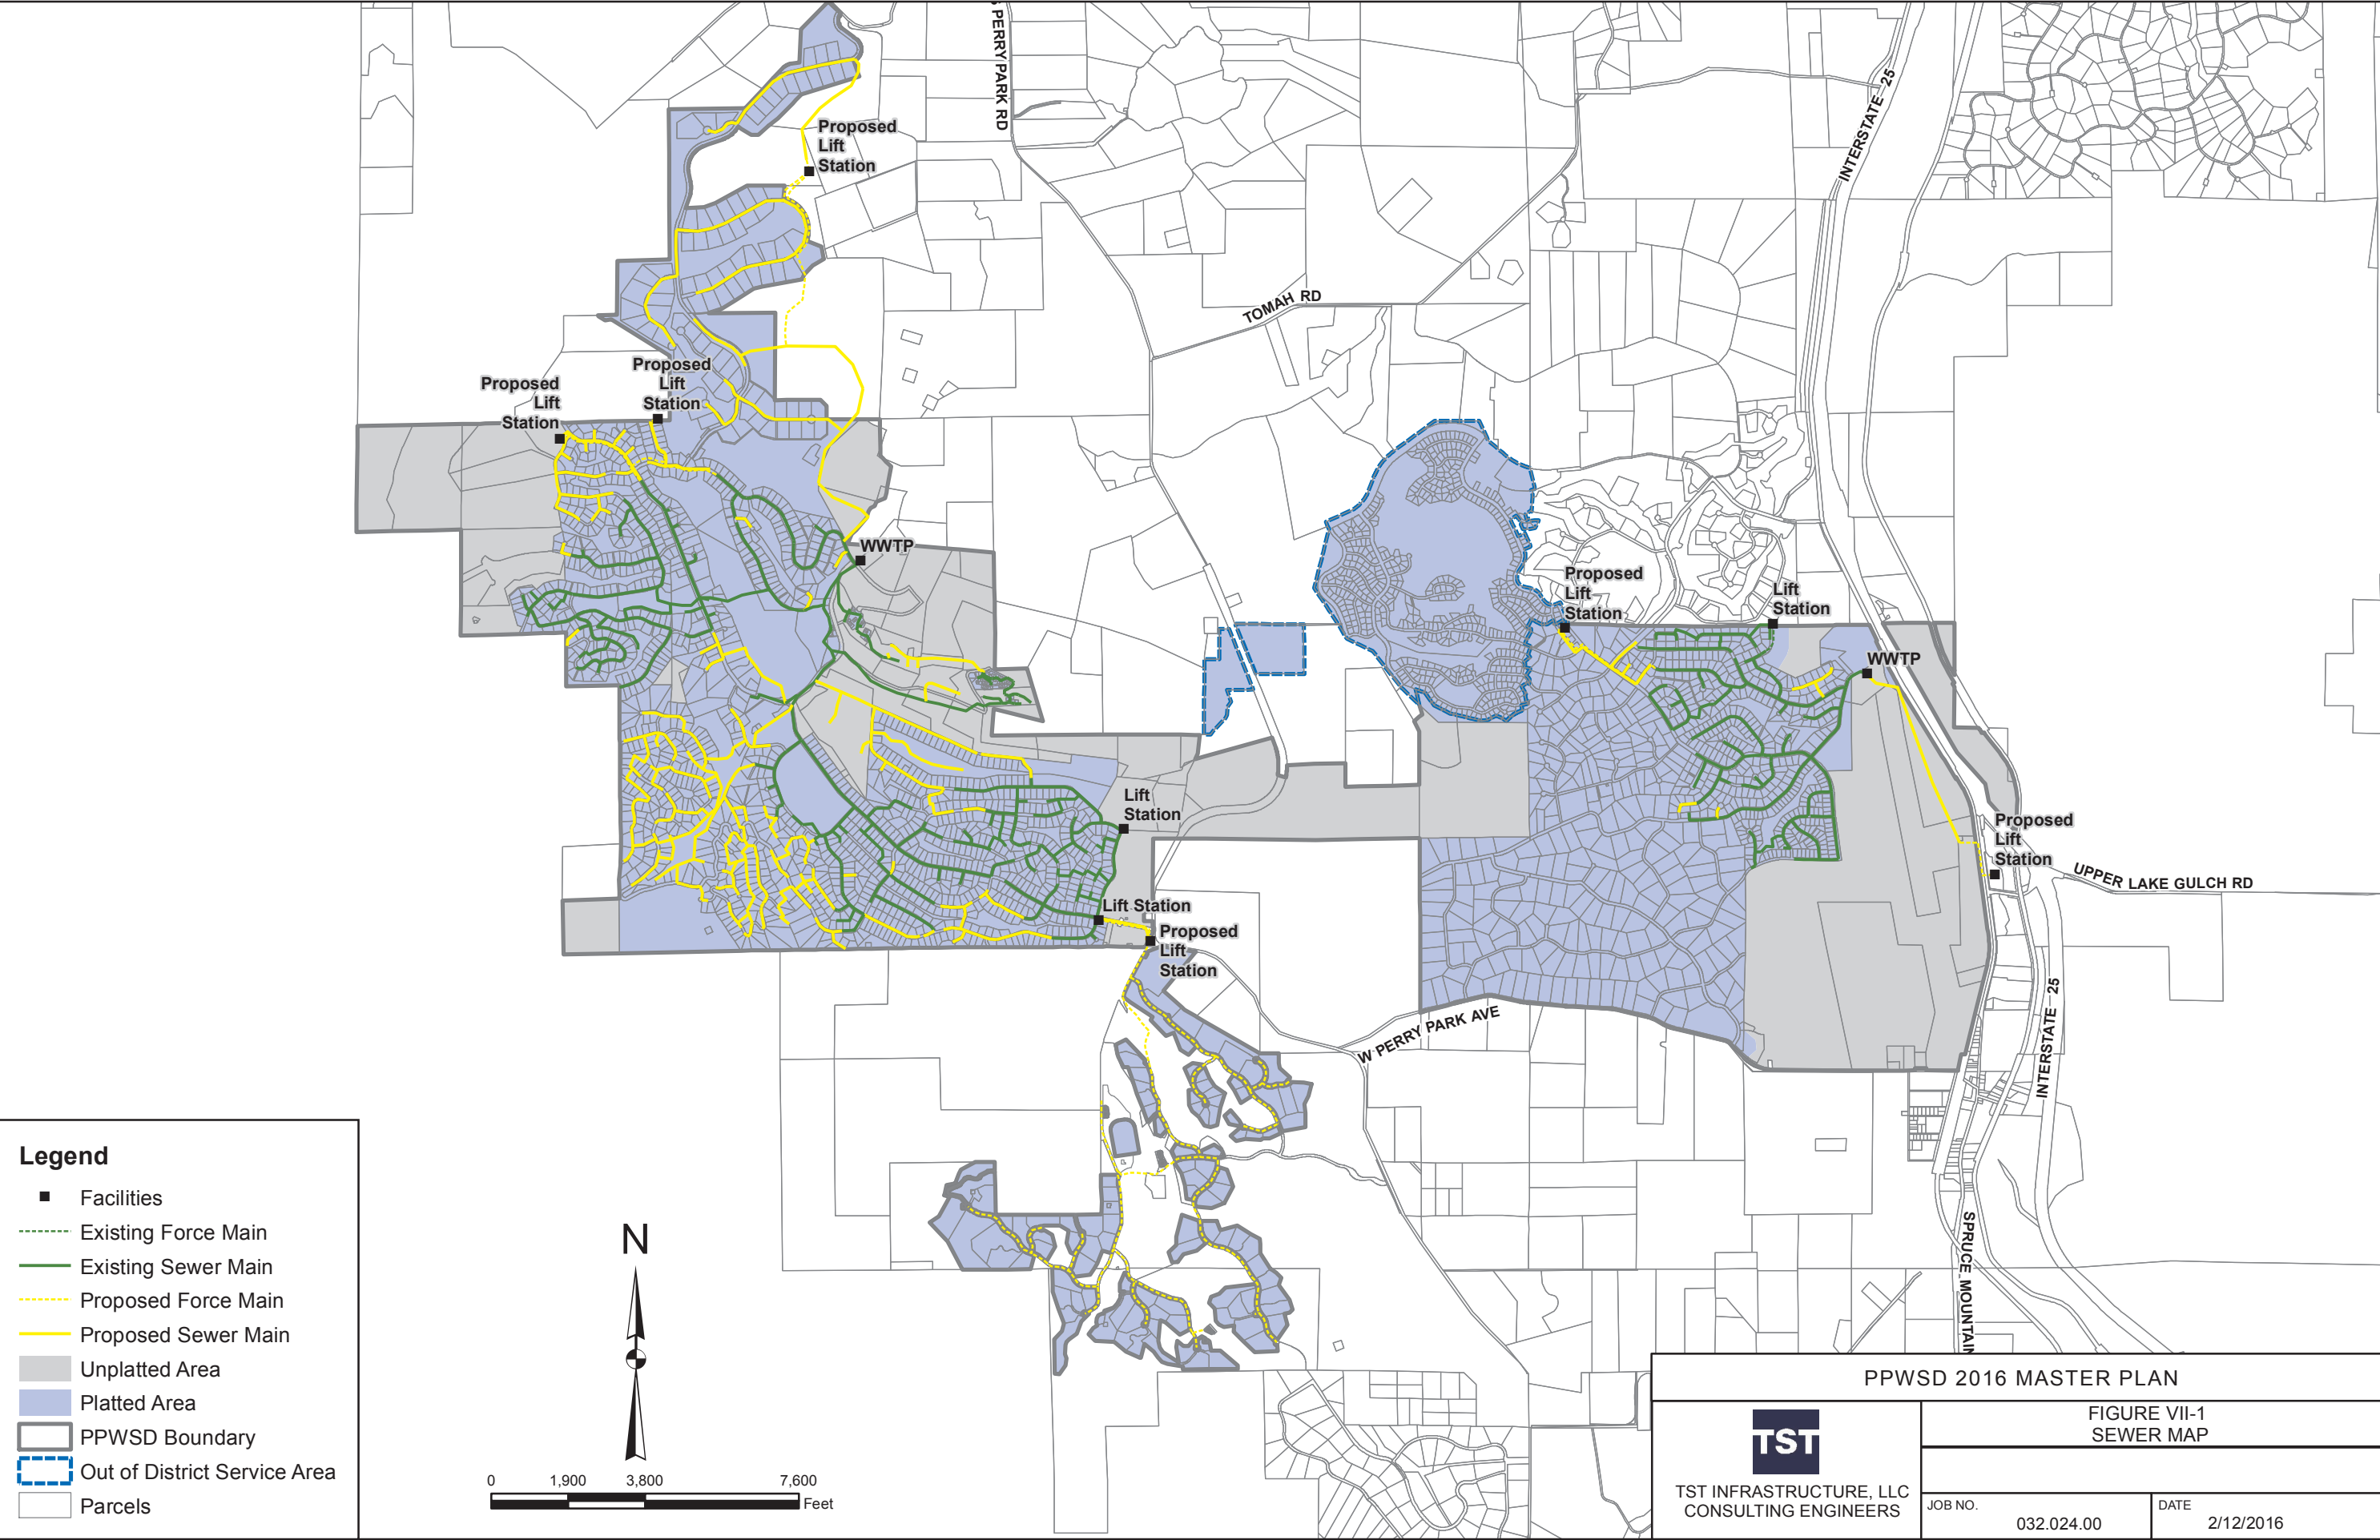 S PERRY PARK RD
INTERSTATE 25
Proposed
Lift
Station
TOMAH RD
Proposed
Lift
Station
Proposed
Lift
Station
WWTP
Proposed
Lift
Station
Lift
Station
WWTP
Lift
Station
Proposed
Lift
Station
UPPER LAKE GULCH RD
Lift Station
Proposed
Lift
Station
W PERRY PARK AVE
INTERSTATE 25
SPRUCE MOUNTAIN
Legend
Facilities
Existing Force Main
Existing Sewer Main
Proposed Force Main
Proposed Sewer Main
Unplatted Area
Platted Area
PPWSD Boundary
Out of District Service Area
Parcels
N
0 1,900 3,800 7,600
Feet
PPWSD 2016 MASTER PLAN
TST
TST INFRASTRUCTURE, LLC
CONSULTING ENGINEERS
FIGURE VII-1
SEWER MAP
JOB NO.
032.024.00
DATE
2/12/2016